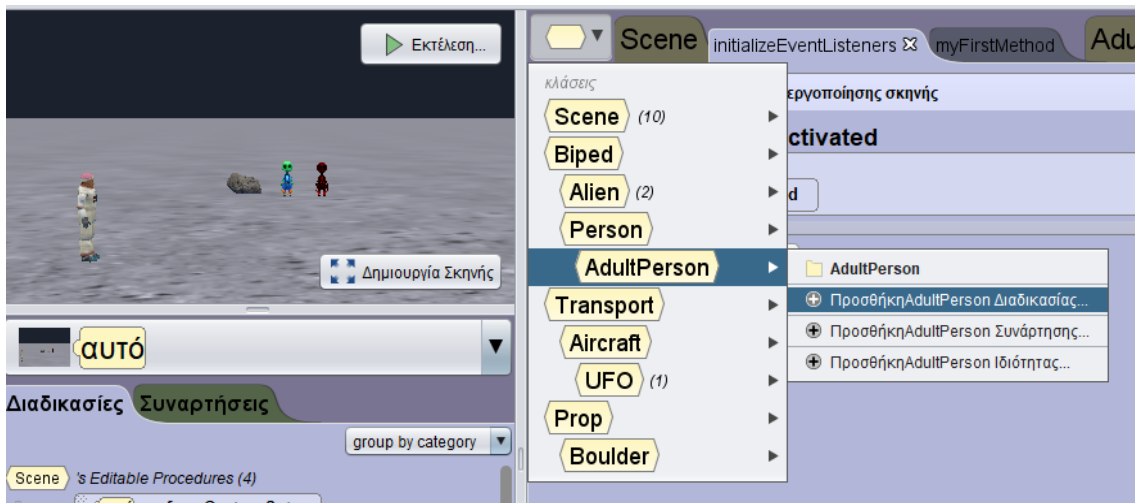 Εκτέλεση...
Δημιουργία Σκηνής
αυτό
Διαδικασίες Συναρτήσεις
group by category
Scene 's Editable Procedures (4)
Scene initializeEventListeners myFirstMethod Adu
εργοποίησης σκηνής
ctivated
d
κλάσεις
Scene (10)
Biped
Alien (2)
Person
AdultPerson
Transport
Aircraft
UFO (1)
Prop
Boulder
AdultPerson
ΠροσθήκηAdultPerson Διαδικασίας...
ΠροσθήκηAdultPerson Συνάρτησης...
ΠροσθήκηAdultPerson Ιδιότητας...